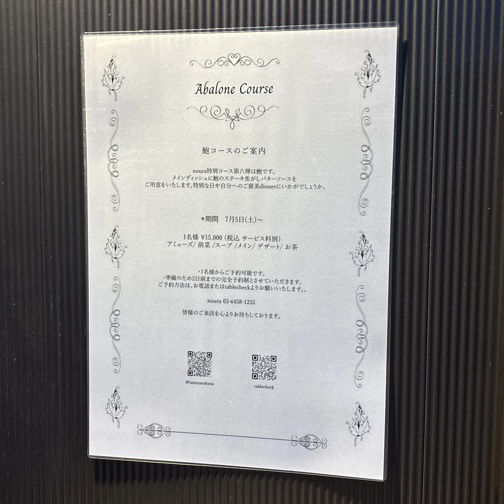 Abalone Course
鮑コースのご案内
noura特別コース第八弾は鮑です。
メインディッシュに鮑のステーキ焦がしバターソースを
ご用意をいたします。特別な日や自分へのご褒美dinnerにいかがでしょうか。
*期間 7月5日(土)〜
1名様 ¥15,000 (税込 サービス料別)
アミューズ/ 前菜 /スープ /メイン/ デザート/ お茶
・1名様からご予約可能です。
・準備のため2日前までの完全予約制とさせていただきます。
ご予約方法は、お電話またはtablecheckよりお願いいたします。
noura 03-6458-1255
皆様のご来店を心よりお待ちしております。
tablecheck